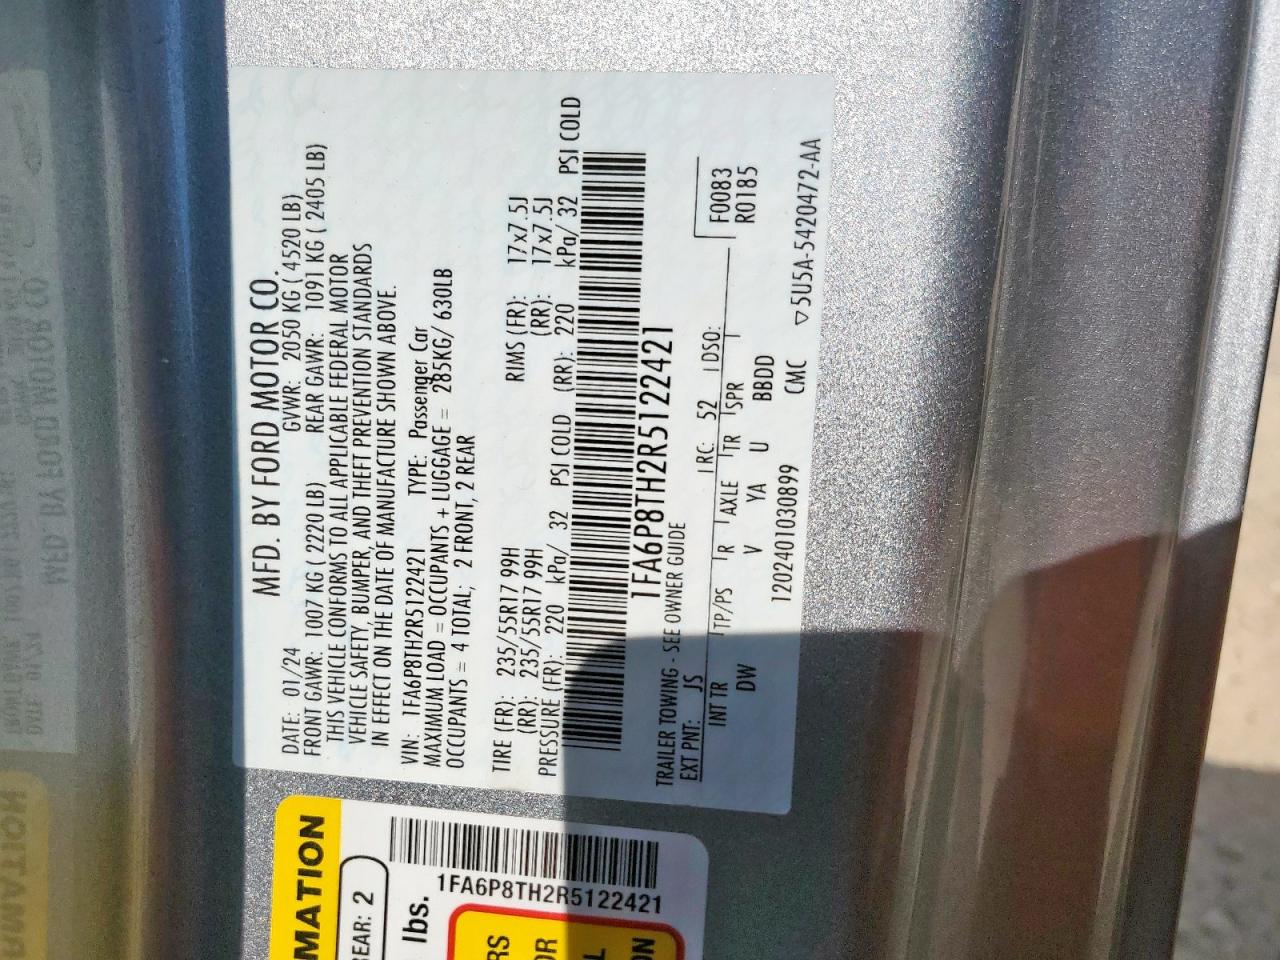 MFD. BY FORD MOTOR CO.
DATE: 01/24 GVWR: 2050 KG ( 4520 LB)
FRONT GAWR: 1007 KG ( 2220 LB) REAR GAWR: 1091 KG ( 2405 LB)
THIS VEHICLE CONFORMS TO ALL APPLICABLE FEDERAL MOTOR
VEHICLE SAFETY, BUMPER, AND THEFT PREVENTION STANDARDS
IN EFFECT ON THE DATE OF MANUFACTURE SHOWN ABOVE.
VIN: 1FA6P8TH2R5122421 TYPE: Passenger Car
MAXIMUM LOAD = OCCUPANTS + LUGGAGE = 285KG/ 630LB
OCCUPANTS = 4 TOTAL; 2 FRONT, 2 REAR
TIRE (FR): 235/55R17 99H RIMS (FR): 17x7.5J
(RR): 235/55R17 99H (RR): 17x7.5J
PRESSURE (FR): 220 kPa/ 32 PSI COLD (RR): 220 kPa/ 32 PSI COLD
1FA6P8TH2R5122421
TRAILER TOWING - SEE OWNER GUIDE
EXT PNT: JS RC: 52 DSO: F0083
INT TR TP/PS R AXLE TR SPR R0185
DW V YA U BBDD
120240103089​9 CMC ▽5U5A-5420472-AA
MATION
REAR: 2
lbs.
1FA6P8TH2R5122421
RS
OR
ON